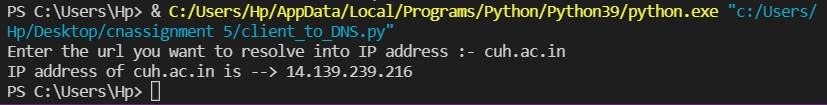 PS C:\Users\Hp> & C:/Users/Hp/AppData/Local/Programs/Python/Python39/python.exe "c:/Users/
Hp/Desktop/cnassignment 5/client_to_DNS.py"
Enter the url you want to resolve into IP address :- cuh.ac.in
IP address of cuh.ac.in is --> 14.139.239.216
PS C:\Users\Hp>